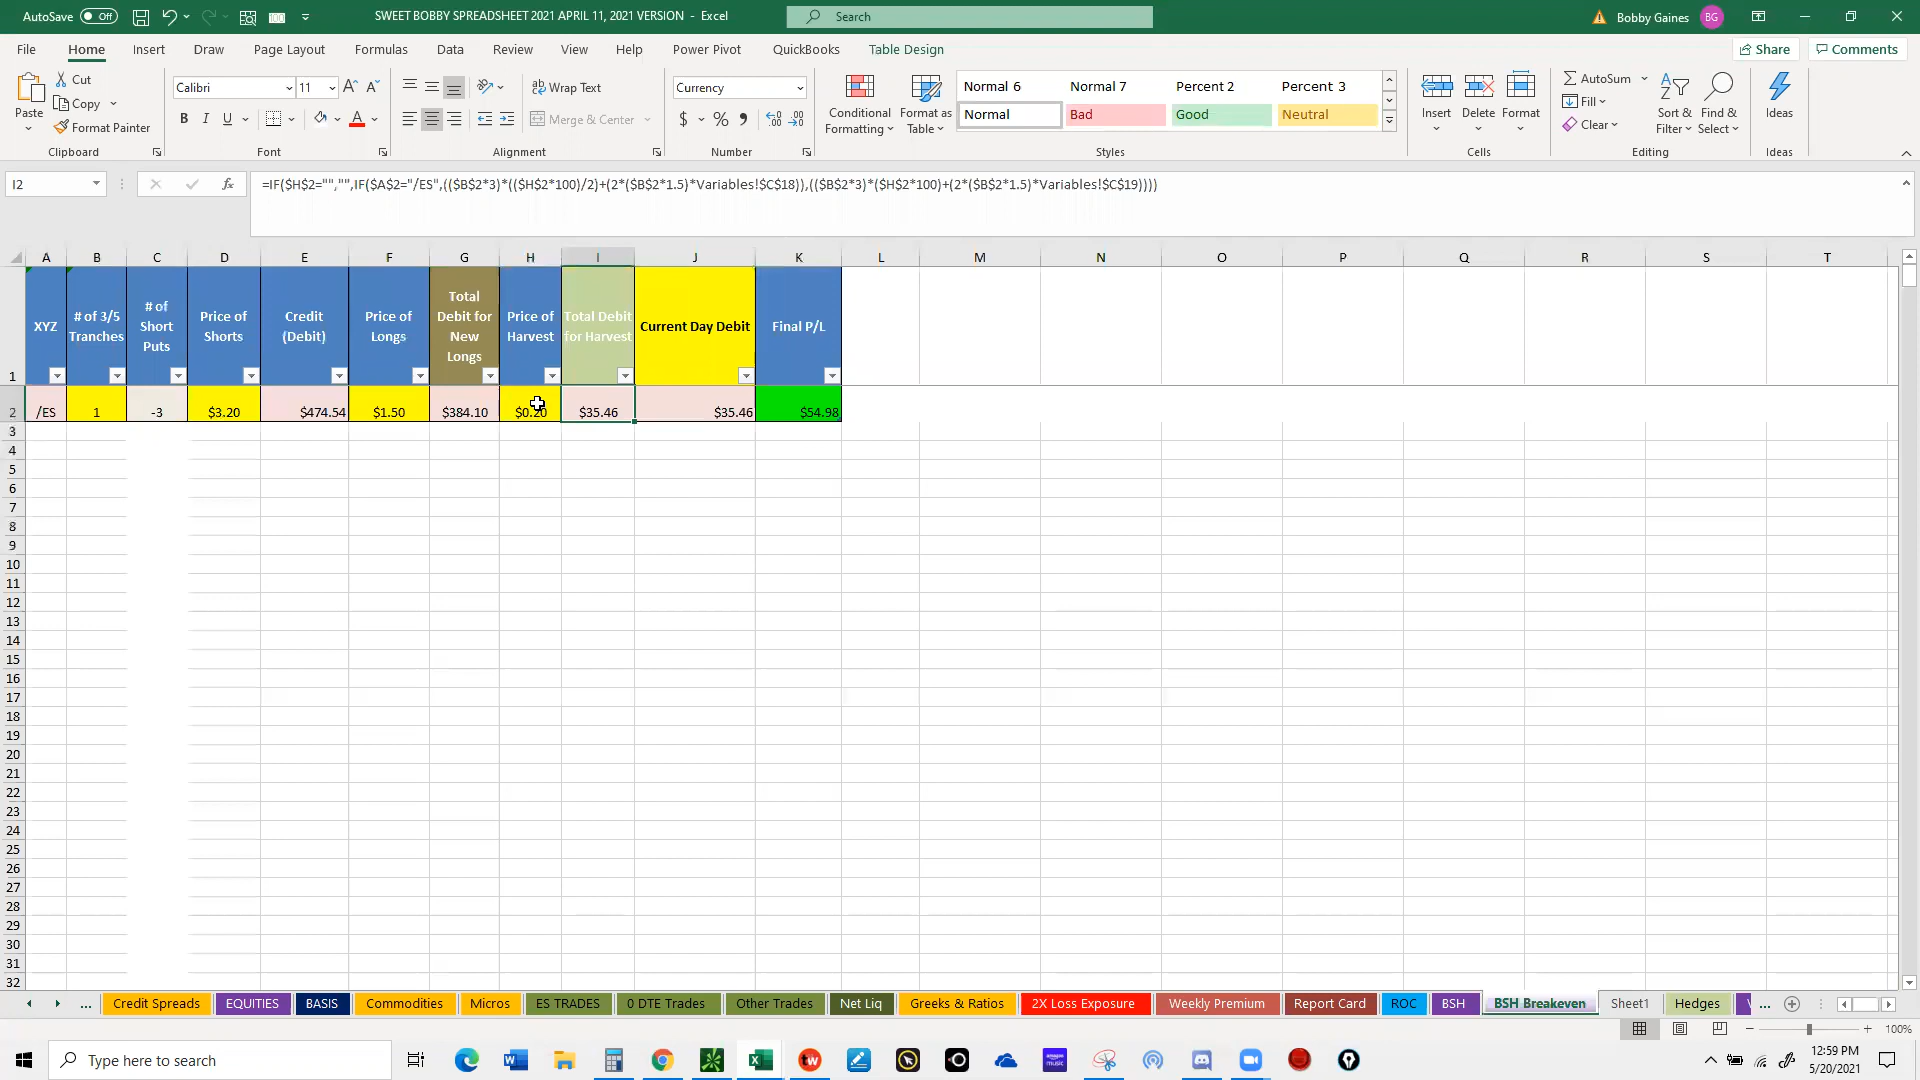 AutoSave Off SWEET BOBBY SPREADSHEET 2021 APRIL 11, 2021 VERSION - Excel Search Bobby Gaines BG
File Home Insert Draw Page Layout Formulas Data Review View Help Power Pivot QuickBooks Table Design Share Comments
Paste Cut Copy Format Painter Clipboard
Calibri 11 A A B I U A Font
ab Wrap Text Merge & Center Alignment
Currency $ % , Number
Conditional Formatting Format as Table
Normal 6 Normal 7 Percent 2 Percent 3
Normal Bad Good Neutral
Styles
Insert Delete Format Cells
AutoSum Fill Clear Sort & Filter Find & Select Editing
Ideas Ideas
I2 fx =IF($H$2="","",IF($A$2="/ES",(($B$2*3)*(($H$2*100)/2)+(2*($B$2*1.5)*Variables!$C$18)),(($B$2*3)*($H$2*100)+(2*($B$2*1.5)*Variables!$C$19))))
A B C D E F G H I J K L M N O P Q R S T
1 XYZ # of 3/5 Tranches # of Short Puts Price of Shorts Credit (Debit) Price of Longs Total Debit for New Longs Price of Harvest Total Debit for Harvest Current Day Debit Final P/L
2 /ES 1 -3 $3.20 $474.54 $1.50 $384.10 $0.20 $35.46 $35.46 $54.98
3
4
5
6
7
8
9
10
11
12
13
14
15
16
17
18
19
20
21
22
23
24
25
26
27
28
29
30
31
32
... Credit Spreads EQUITIES BASIS Commodities Micros ES TRADES 0 DTE Trades Other Trades Net Liq Greeks & Ratios 2X Loss Exposure Weekly Premium Report Card ROC BSH BSH Breakeven Sheet1 Hedges ...
100%
Type here to search
12:59 PM
5/20/2021